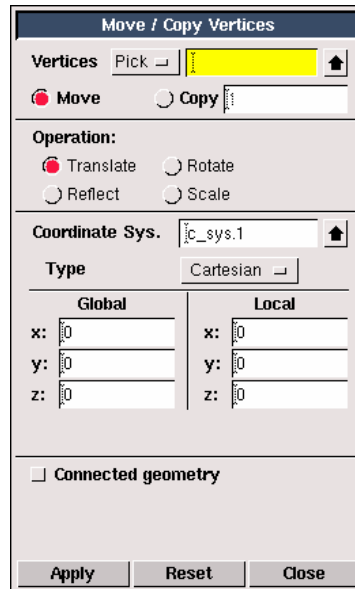 Move / Copy Vertices
Vertices Pick
Move Copy 1
Operation:
Translate Rotate
Reflect Scale
Coordinate Sys. c_sys.1
Type Cartesian
Global Local
x: 0 x: 0
y: 0 y: 0
z: 0 z: 0
Connected geometry
Apply Reset Close